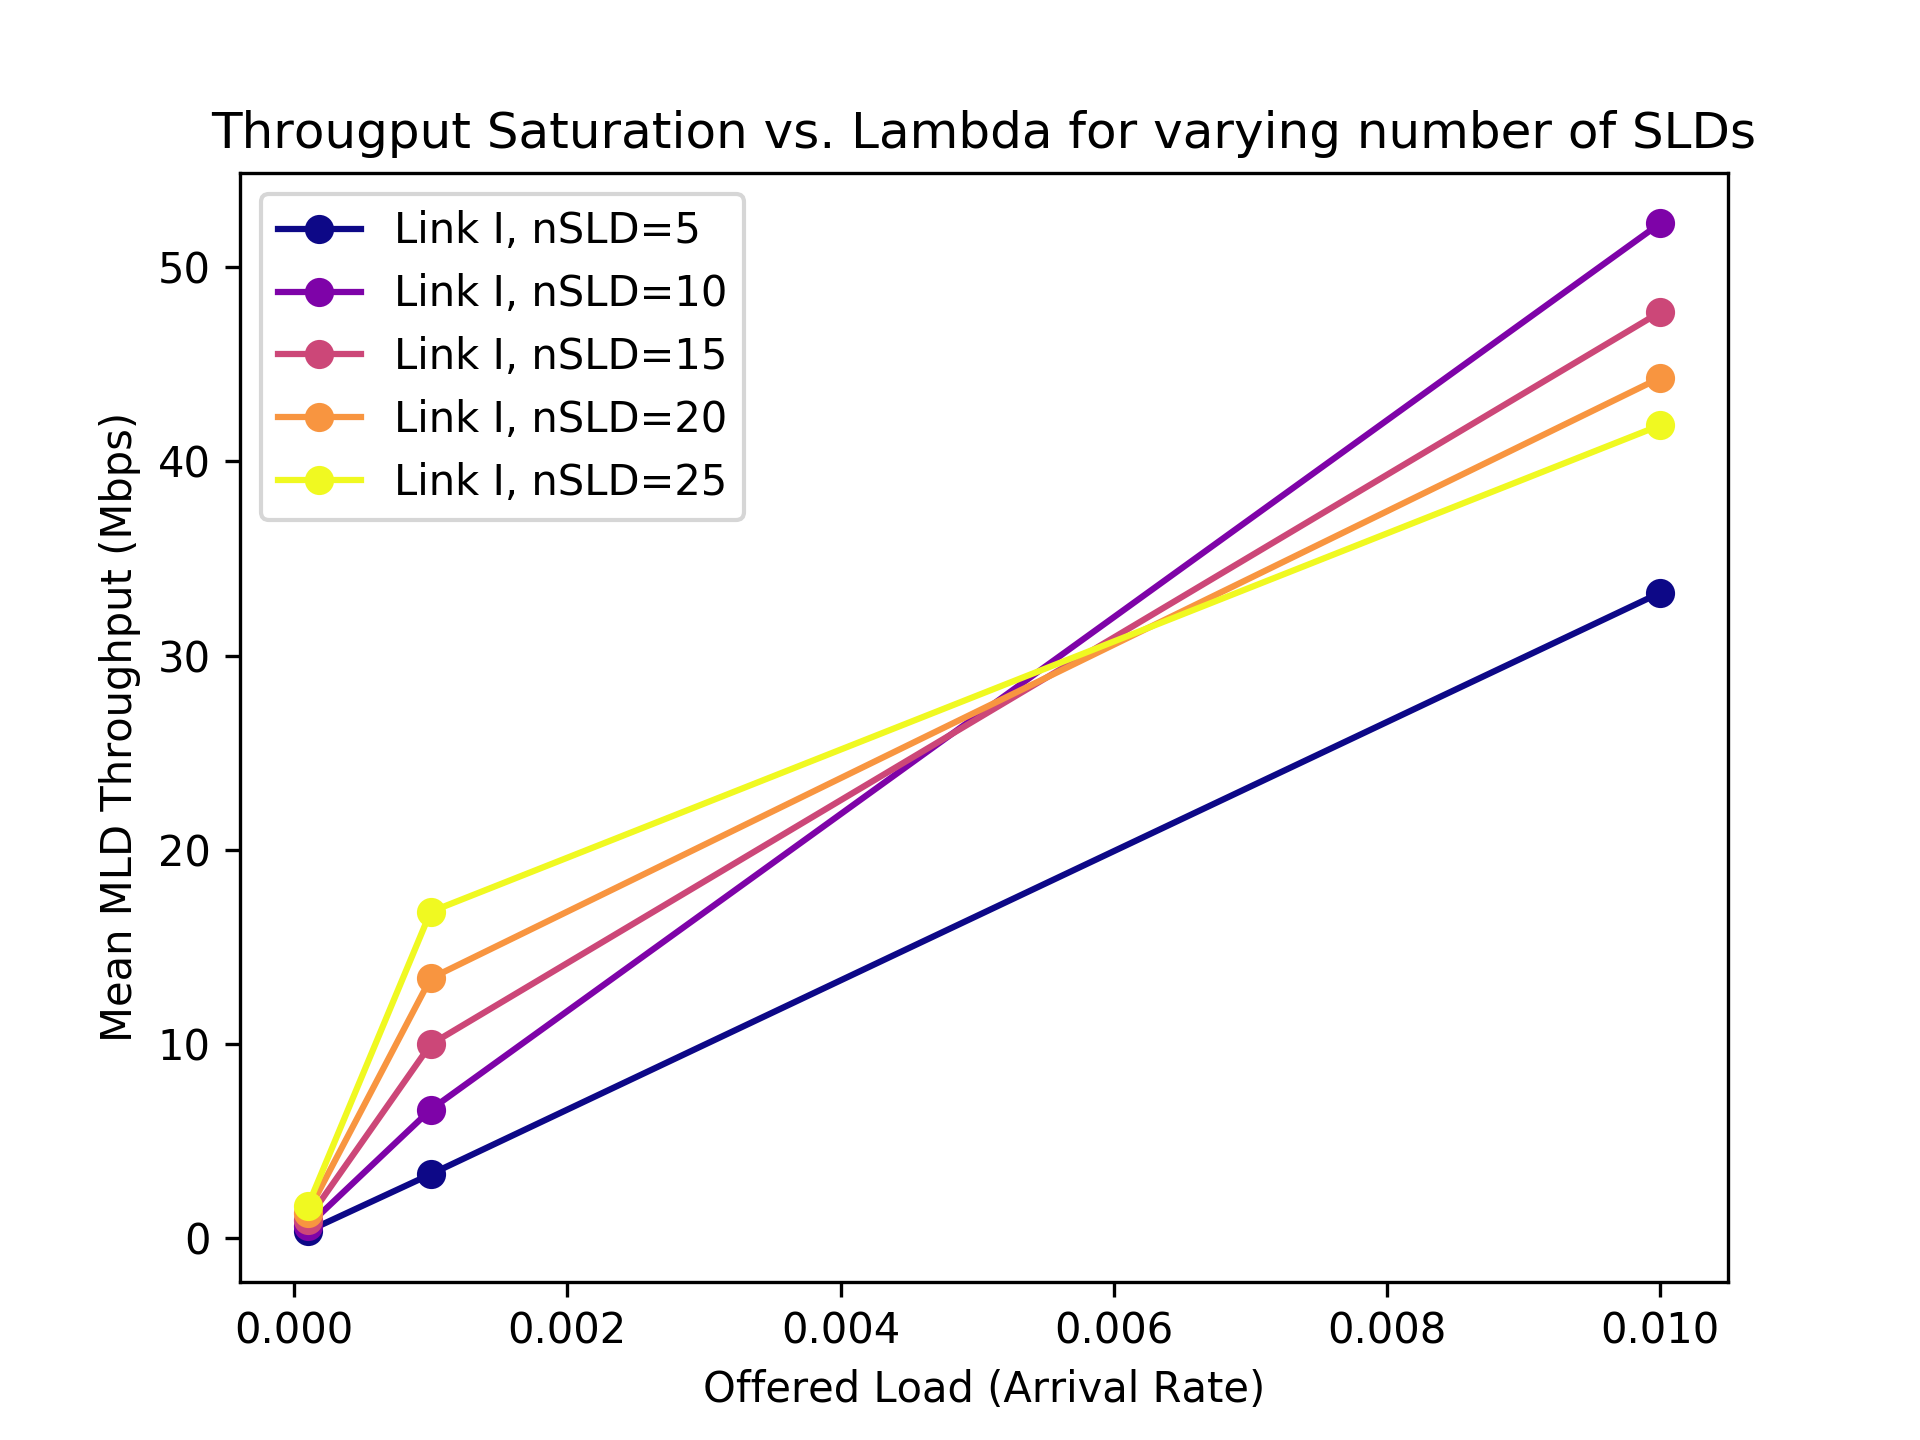 Througput Saturation vs. Lambda for varying number of SLDs
Link I, nSLD=5
Link I, nSLD=10
Link I, nSLD=15
Link I, nSLD=20
Link I, nSLD=25
Mean MLD Throughput (Mbps)
50
40
30
20
10
0
0.000 0.002 0.004 0.006 0.008 0.010
Offered Load (Arrival Rate)